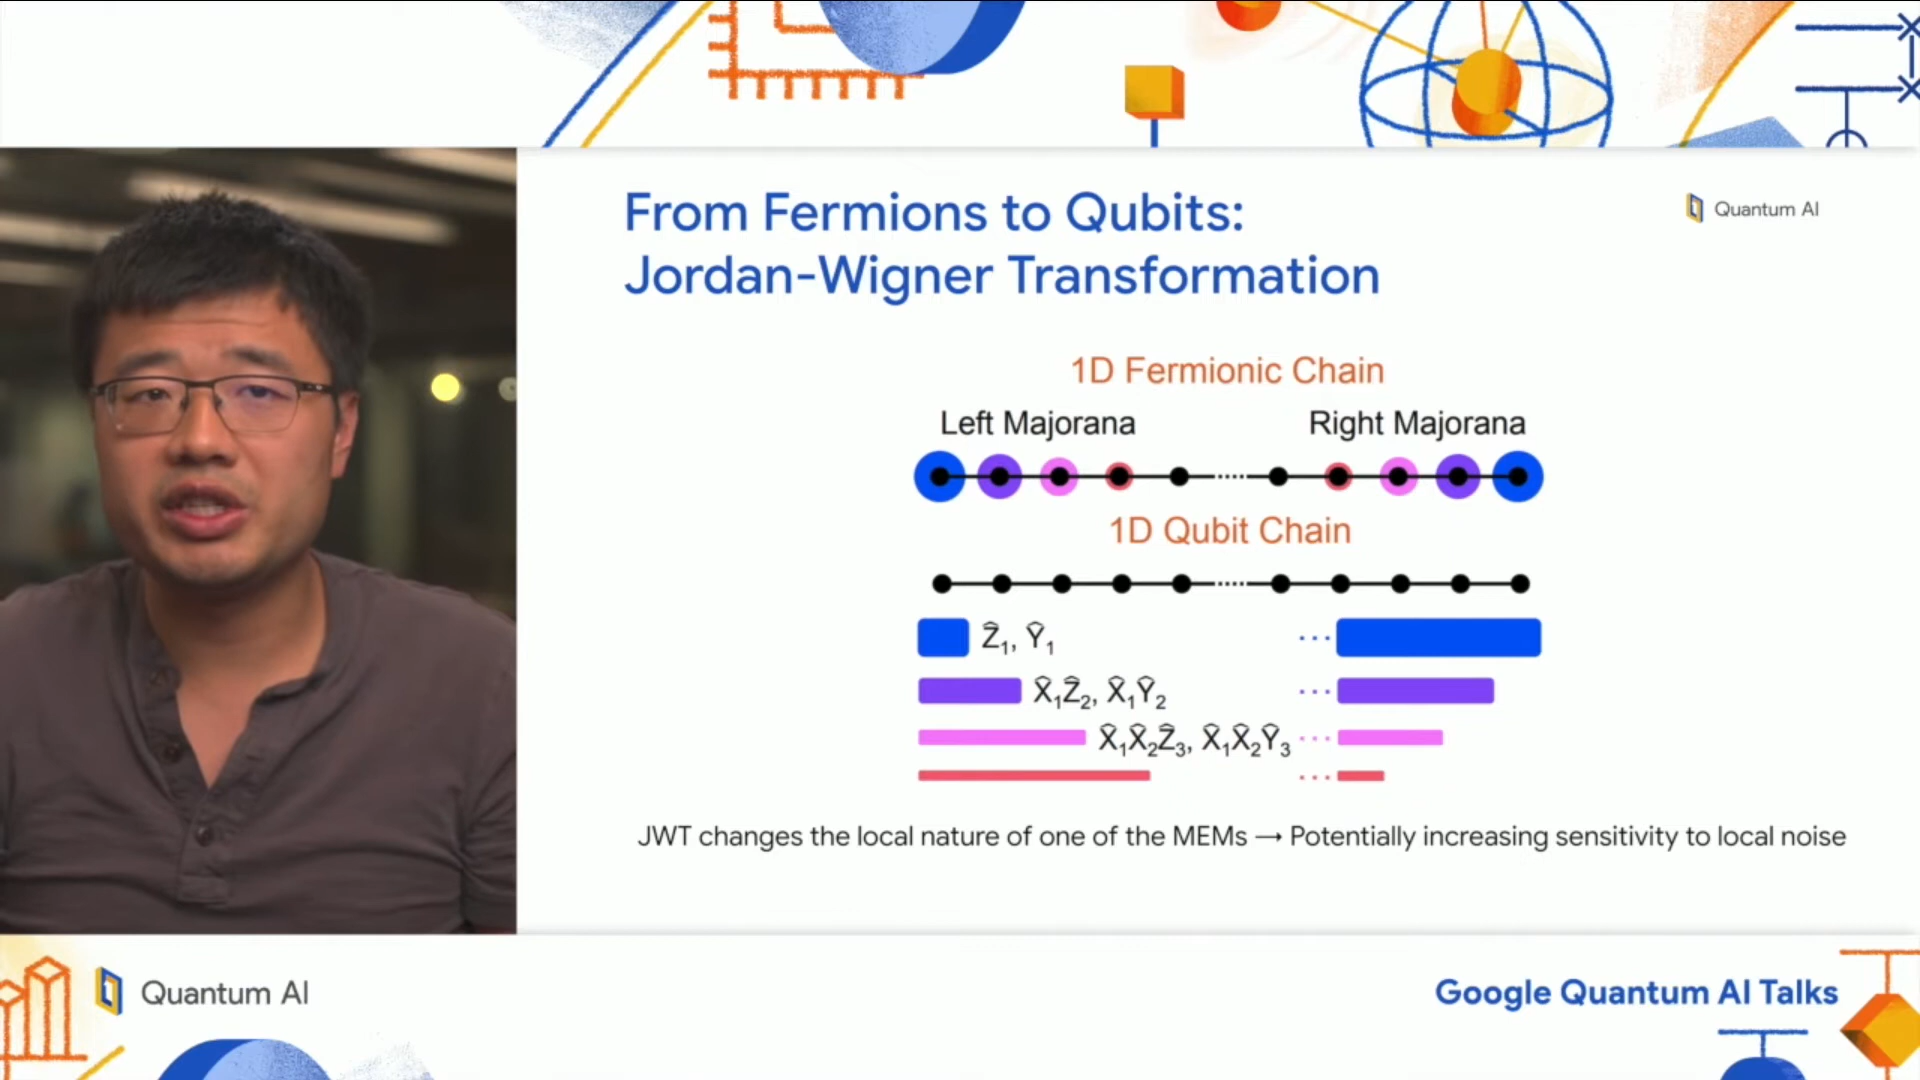 From Fermions to Qubits:
Jordan-Wigner Transformation
Quantum AI
1D Fermionic Chain
Left Majorana
Right Majorana
1D Qubit Chain
Ẑ₁, Ŷ₁
X̂₁Ẑ₂, X̂₁Ŷ₂
X̂₁X̂₂Ẑ₃, X̂₁X̂₂Ŷ₃
JWT changes the local nature of one of the MEMs → Potentially increasing sensitivity to local noise
Quantum AI
Google Quantum AI Talks